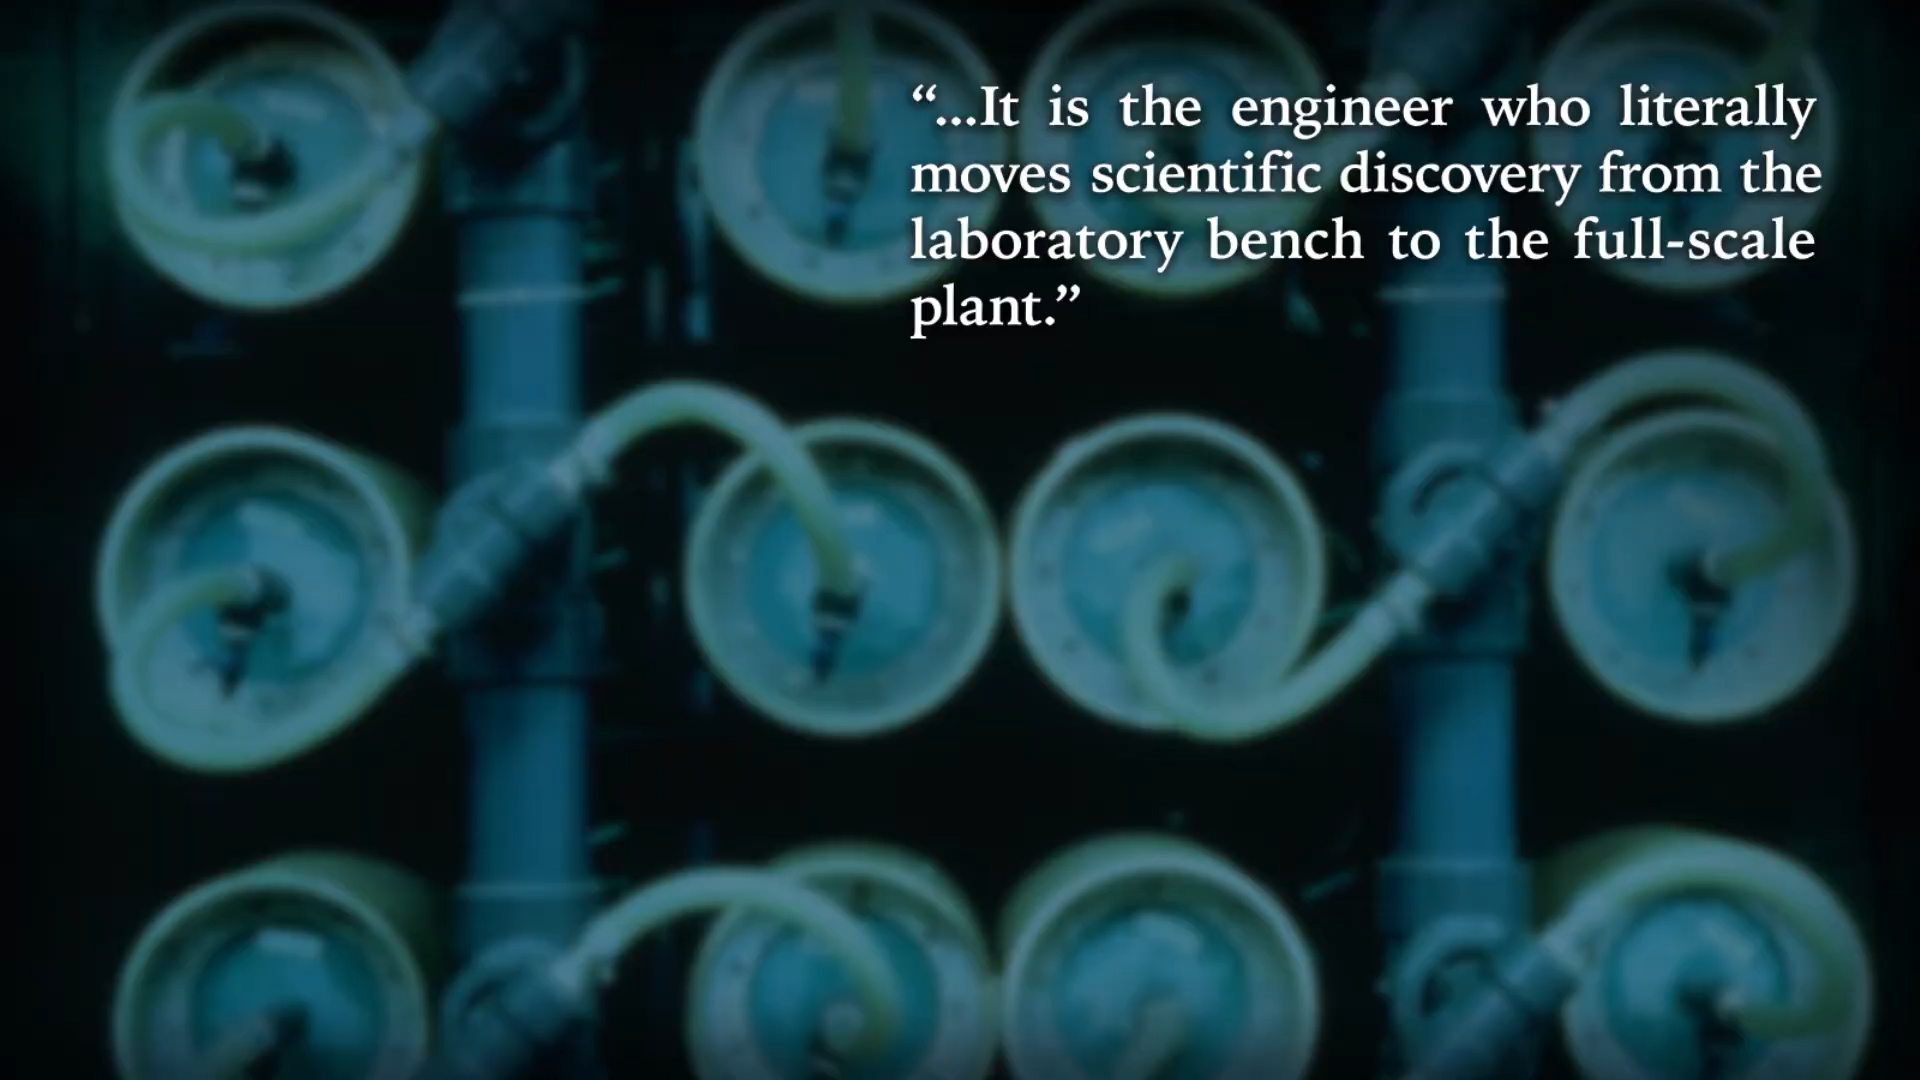 “...It is the engineer who literally
moves scientific discovery from the
laboratory bench to the full-scale
plant.”